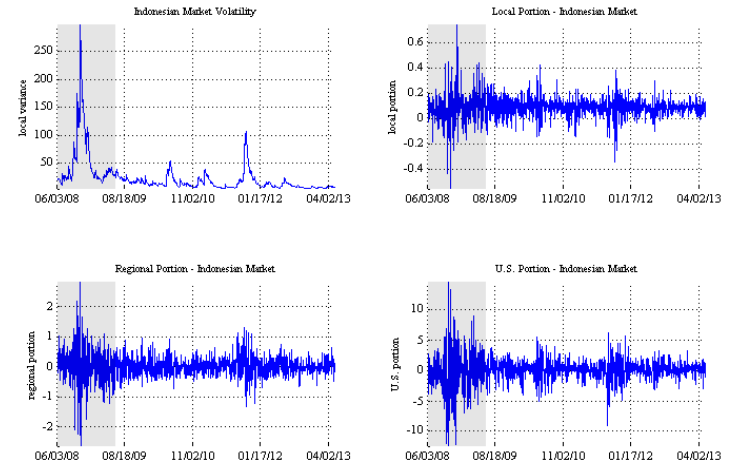 Indonesian Market Volatility
local variance
250
200
150
100
50
06/03/08 08/18/09 11/02/10 01/17/12 04/02/13
Local Portion - Indonesian Market
local portion
0.6
0.4
0.2
0
-0.2
-0.4
06/03/08 08/18/09 11/02/10 01/17/12 04/02/13
Regional Portion - Indonesian Market
regional portion
2
1
0
-1
-2
06/03/08 08/18/09 11/02/10 01/17/12 04/02/13
U.S. Portion - Indonesian Market
U.S. portion
10
5
0
-5
-10
06/03/08 08/18/09 11/02/10 01/17/12 04/02/13